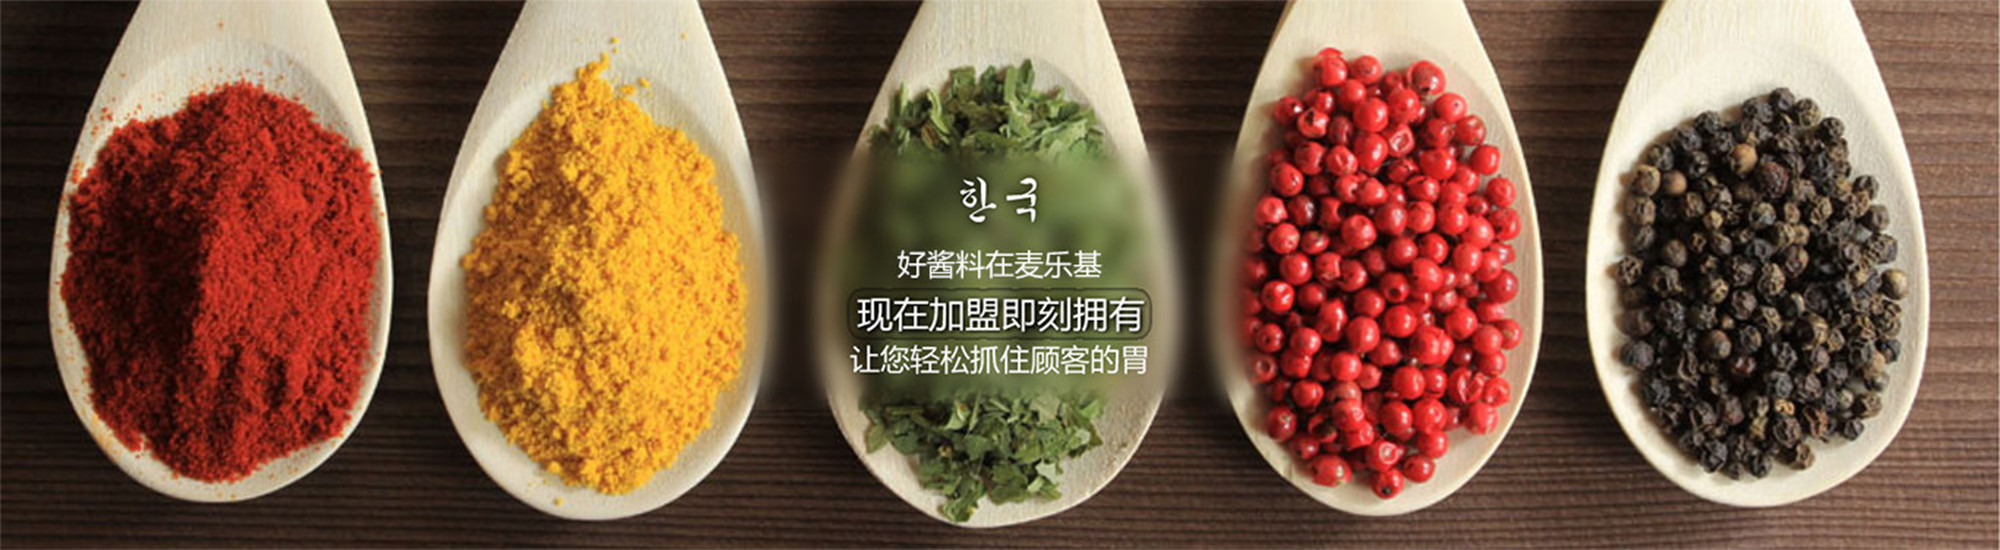 한국
好酱料在麦乐基
现在加盟即刻拥有
让您轻松抓住顾客的胃